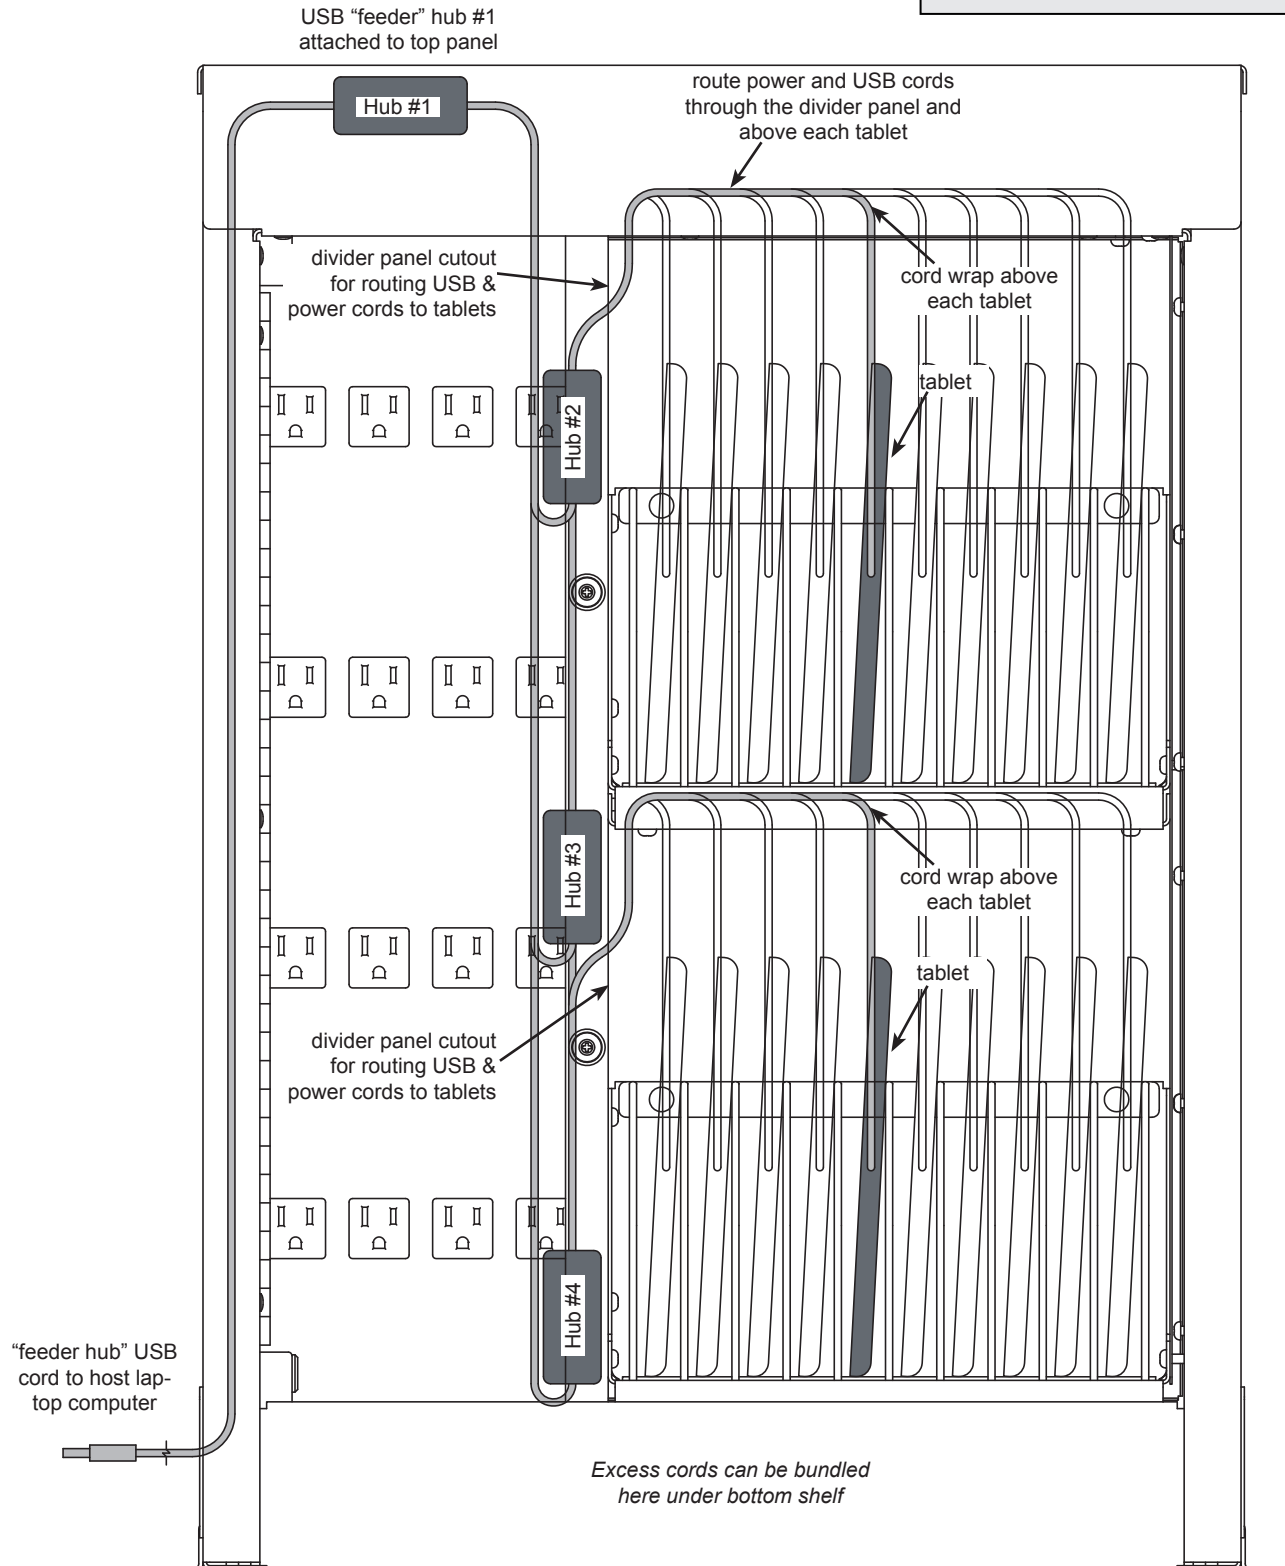 USB “feeder” hub #1
attached to top panel
Hub #1
route power and USB cords
through the divider panel and
above each tablet
divider panel cutout
for routing USB &
power cords to tablets
cord wrap above
each tablet
tablet
Hub #2
Hub #3
cord wrap above
each tablet
tablet
divider panel cutout
for routing USB &
power cords to tablets
Hub #4
“feeder hub” USB
cord to host lap-
top computer
Excess cords can be bundled
here under bottom shelf